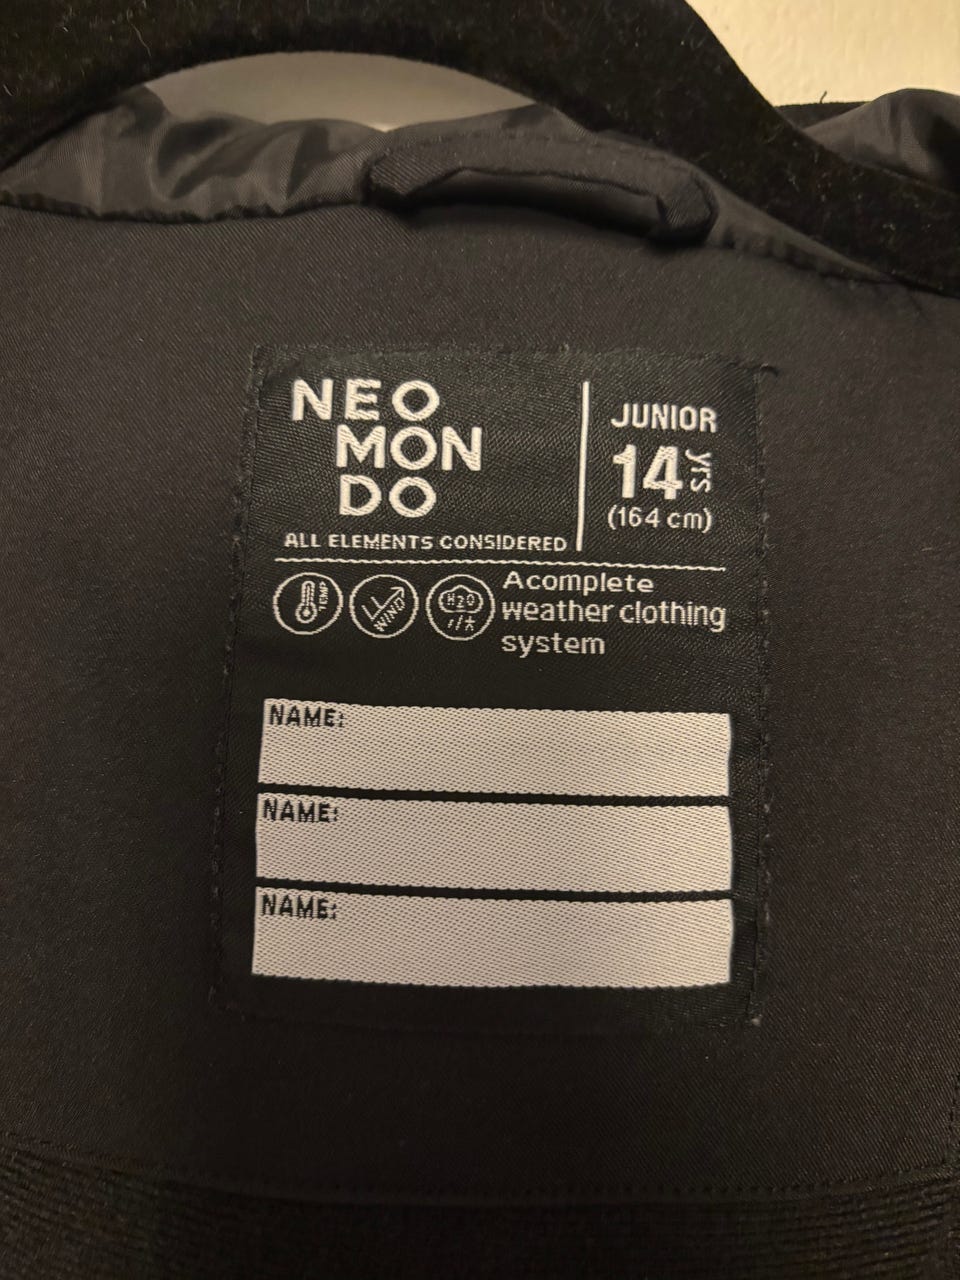 NEO
MON
DO
ALL ELEMENTS CONSIDERED
JUNIOR
14 yrs
(164 cm)
TEMP
WIND
H2O
A complete
weather clothing
system
NAME:
NAME:
NAME: